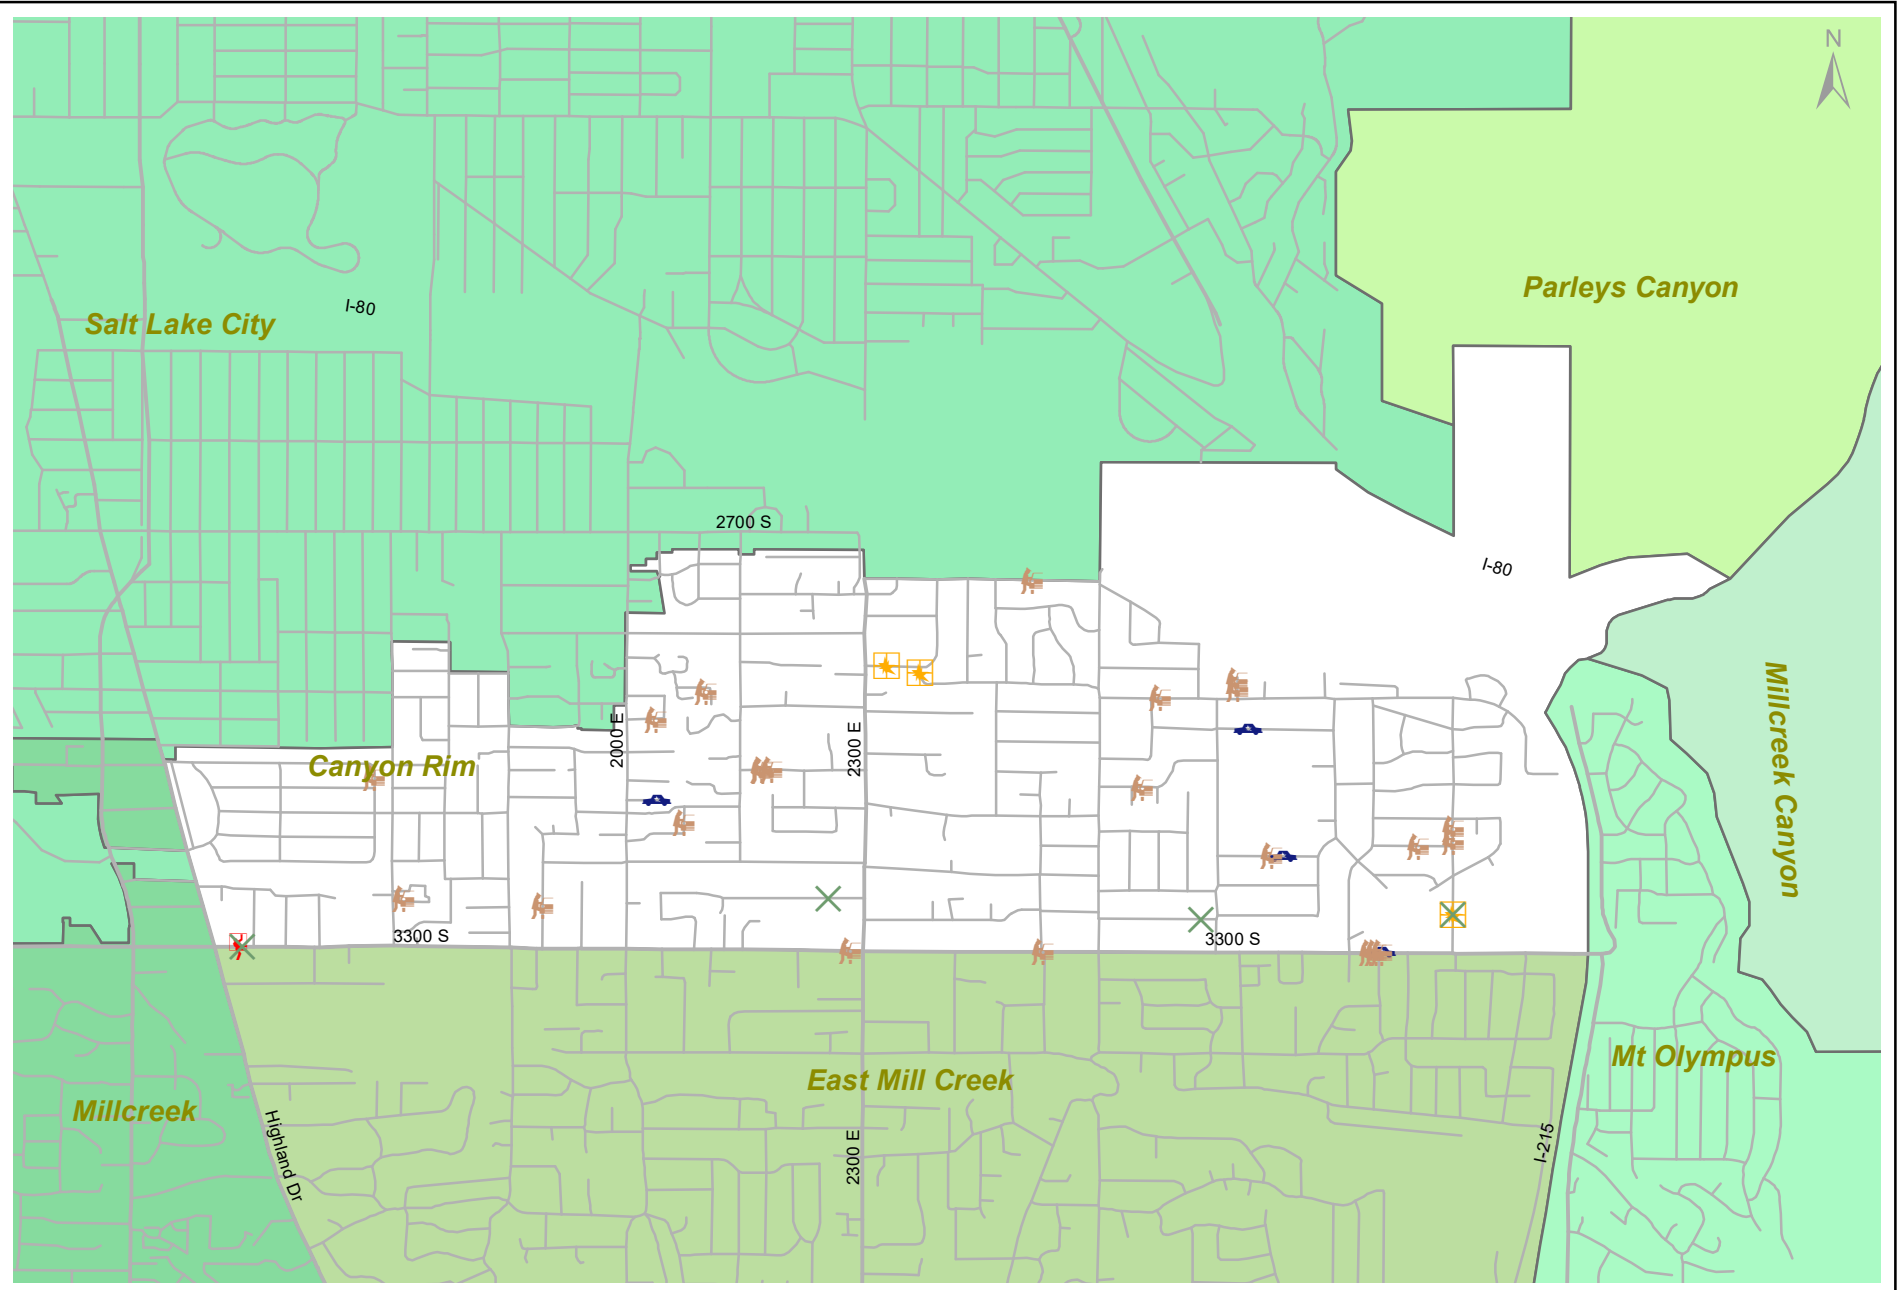 N
Parleys Canyon
I-80
Salt Lake City
2700 S
I-80
Millcreek Canyon
2000 E
2300 E
Canyon Rim
3300 S
3300 S
Mt Olympus
East Mill Creek
Millcreek
Highland Dr
2300 E
I-215